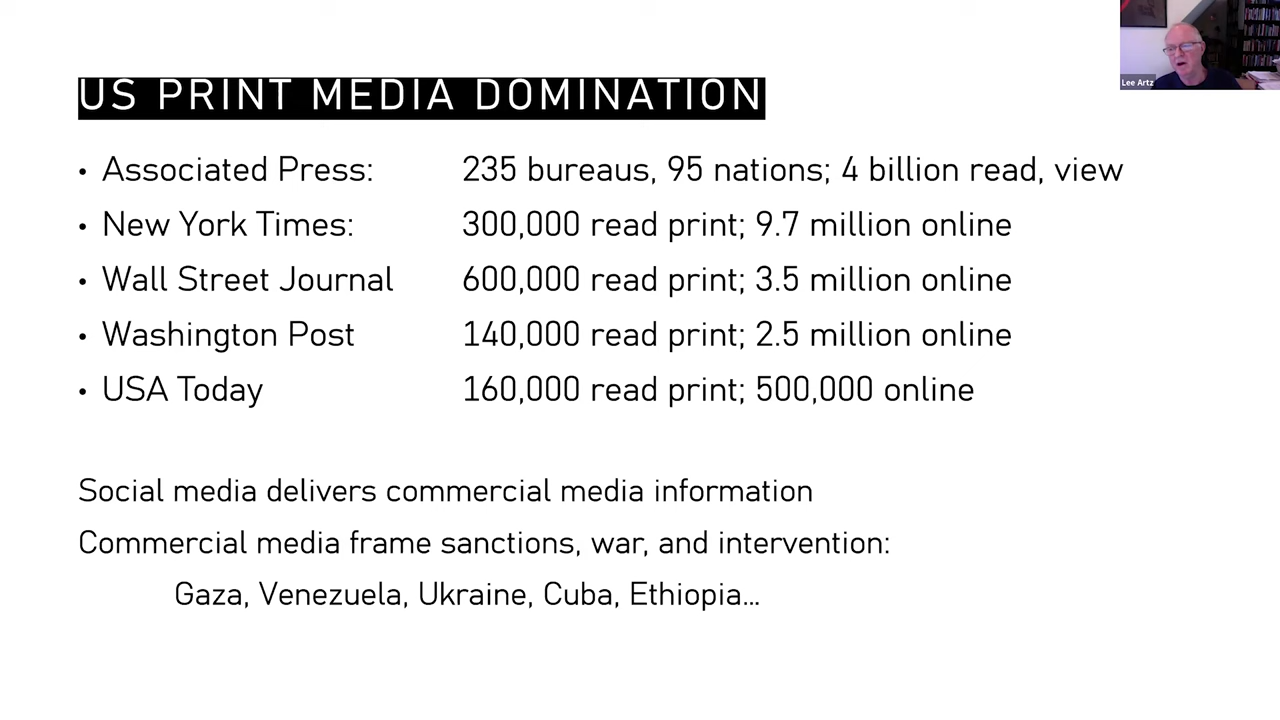 Lee Artz
US PRINT MEDIA DOMINATION
• Associated Press: 235 bureaus, 95 nations; 4 billion read, view
• New York Times: 300,000 read print; 9.7 million online
• Wall Street Journal 600,000 read print; 3.5 million online
• Washington Post 140,000 read print; 2.5 million online
• USA Today 160,000 read print; 500,000 online
Social media delivers commercial media information
Commercial media frame sanctions, war, and intervention:
Gaza, Venezuela, Ukraine, Cuba, Ethiopia...